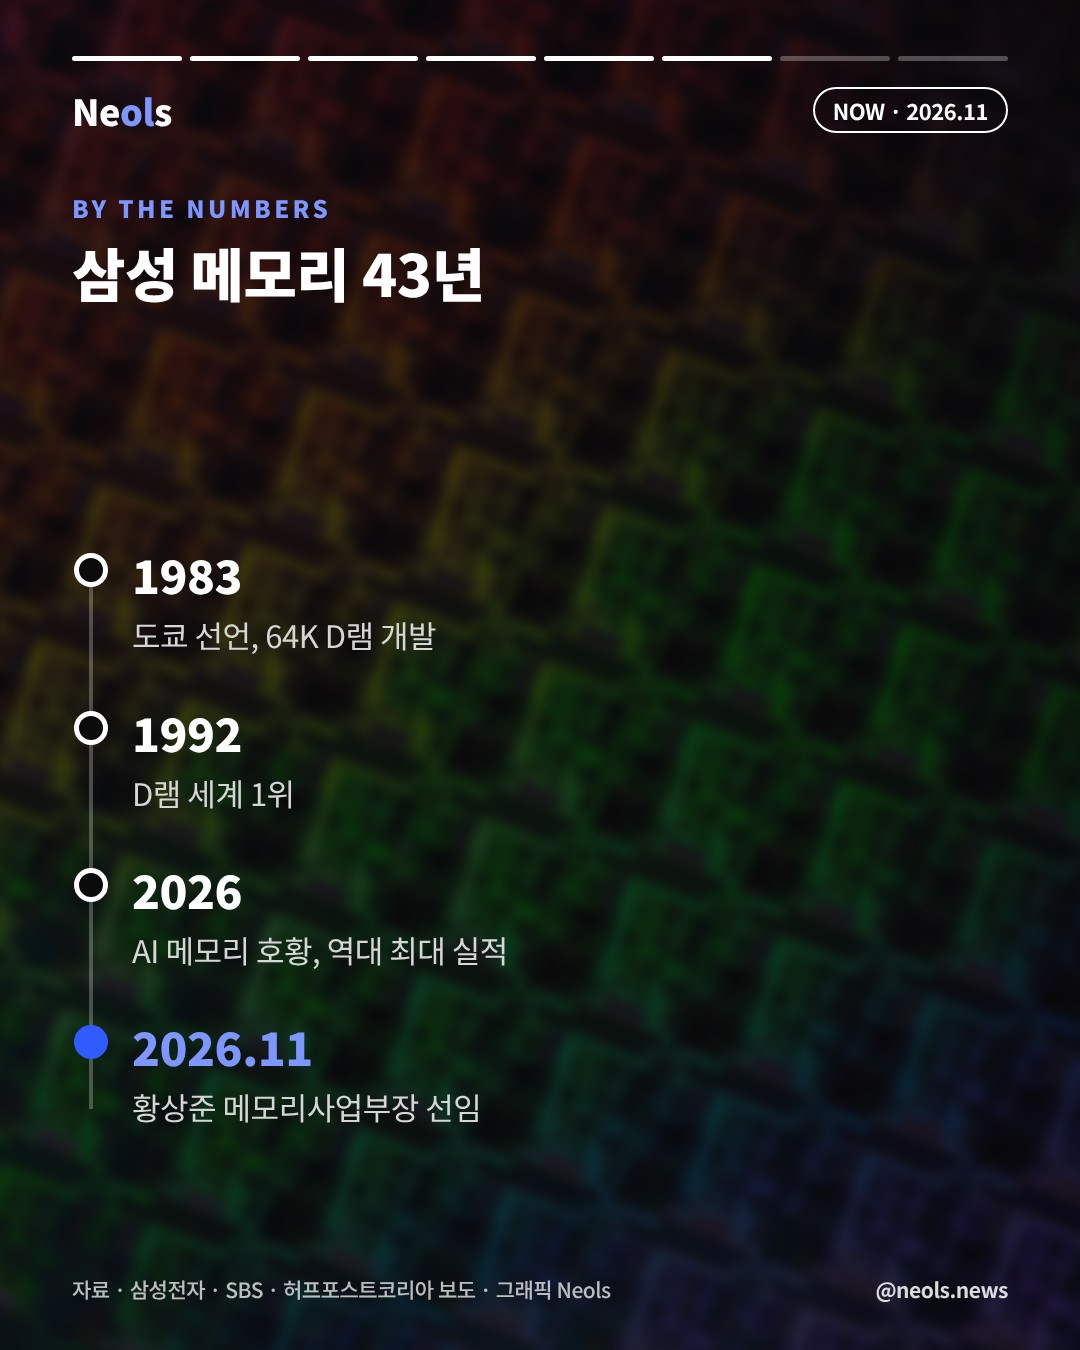 Neols
NOW · 2026.11
BY THE NUMBERS
삼성 메모리 43년
1983
도쿄 선언, 64K D램 개발
1992
D램 세계 1위
2026
AI 메모리 호황, 역대 최대 실적
2026.11
황상준 메모리사업부장 선임
자료 · 삼성전자 · SBS · 허프포스트코리아 보도 · 그래픽 Neols
@neols.news